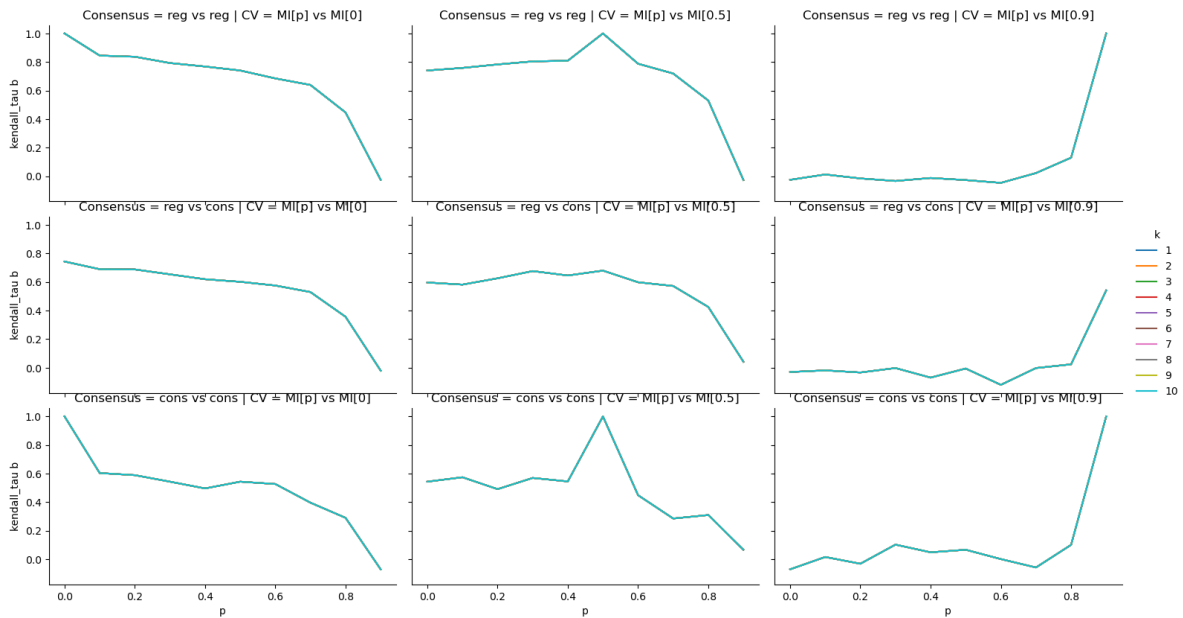 Consensus = reg vs reg | CV = MI[p] vs MI[0]
Consensus = reg vs reg | CV = MI[p] vs MI[0.5]
Consensus = reg vs reg | CV = MI[p] vs MI[0.9]
1.0
0.8
0.6
0.4
0.2
0.0
kendall_tau b
Consensus = reg vs cons | CV = MI[p] vs MI[0]
Consensus = reg vs cons | CV = MI[p] vs MI[0.5]
Consensus = reg vs cons | CV = MI[p] vs MI[0.9]
1.0
0.8
0.6
0.4
0.2
0.0
kendall_tau b
Consensus = cons vs cons | CV = MI[p] vs MI[0]
Consensus = cons vs cons | CV = MI[p] vs MI[0.5]
Consensus = cons vs cons | CV = MI[p] vs MI[0.9]
1.0
0.8
0.6
0.4
0.2
0.0
kendall_tau b
0.0 0.2 0.4 0.6 0.8
p
0.0 0.2 0.4 0.6 0.8
p
0.0 0.2 0.4 0.6 0.8
p
k
1
2
3
4
5
6
7
8
9
10